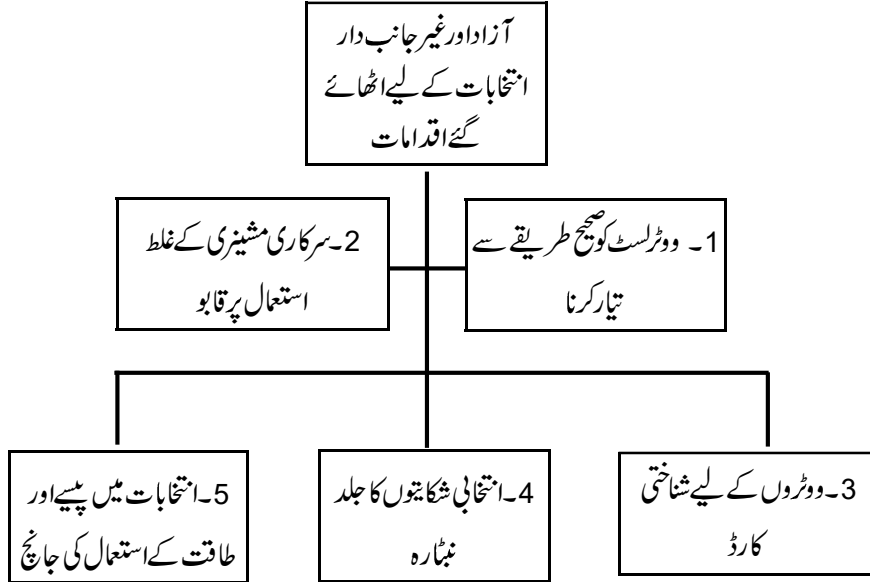 آزاد اور غیر جانب دار
انتخابات کے لیے اٹھائے
گئے اقدامات
1۔ ووٹر لسٹ کو صحیح طریقے سے
تیار کرنا
2۔ سرکاری مشینری کے غلط
استعمال پر قابو
3۔ ووٹروں کے لیے شناختی
کارڈ
4۔ انتخابی شکایتوں کا جلد
نبٹارہ
5۔ انتخابات میں پیسے اور
طاقت کے استعمال کی جانچ